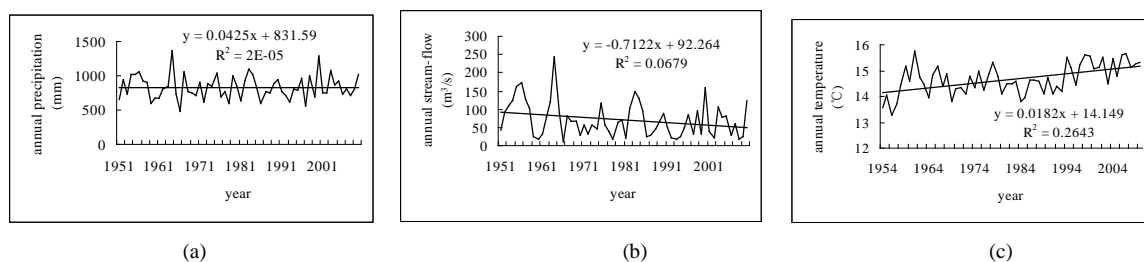 y = 0.0425x + 831.59
R² = 2E-05
annual precipitation
(mm)
1500
1000
500
0
1951 1961 1971 1981 1991 2001
year
(a)
y = -0.7122x + 92.264
R² = 0.0679
annual stream-flow
(m³/s)
300
250
200
150
100
50
0
1951 1961 1971 1981 1991 2001
year
(b)
annual temperature
(℃)
16
15
14
13
12
y = 0.0182x + 14.149
R² = 0.2643
1954 1964 1974 1984 1994 2004
year
(c)